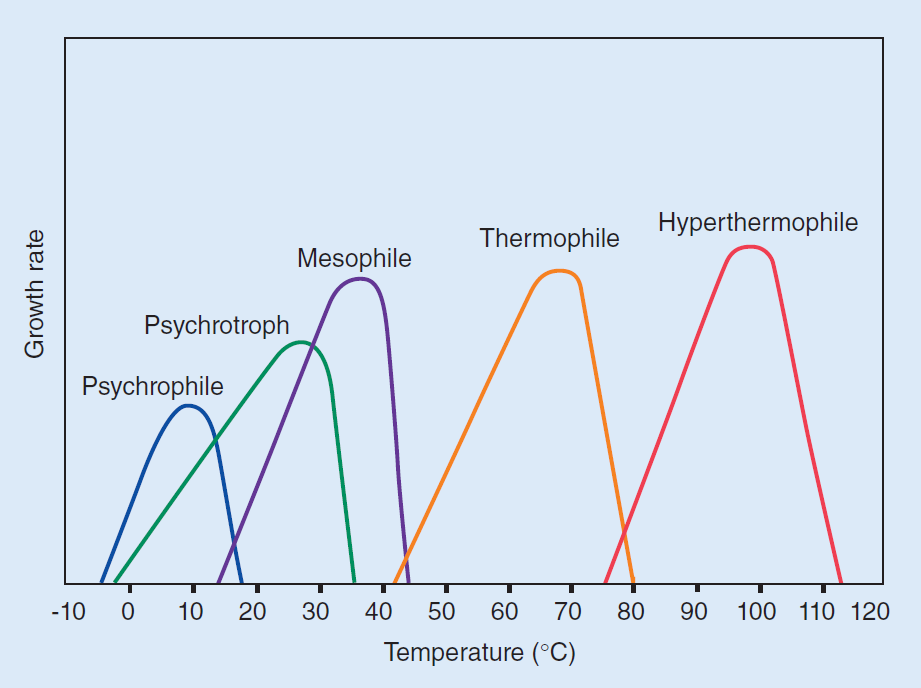 Hyperthermophile
Thermophile
Mesophile
Psychrotroph
Psychrophile
Growth rate
-10 0 10 20 30 40 50 60 70 80 90 100 110 120
Temperature (°C)